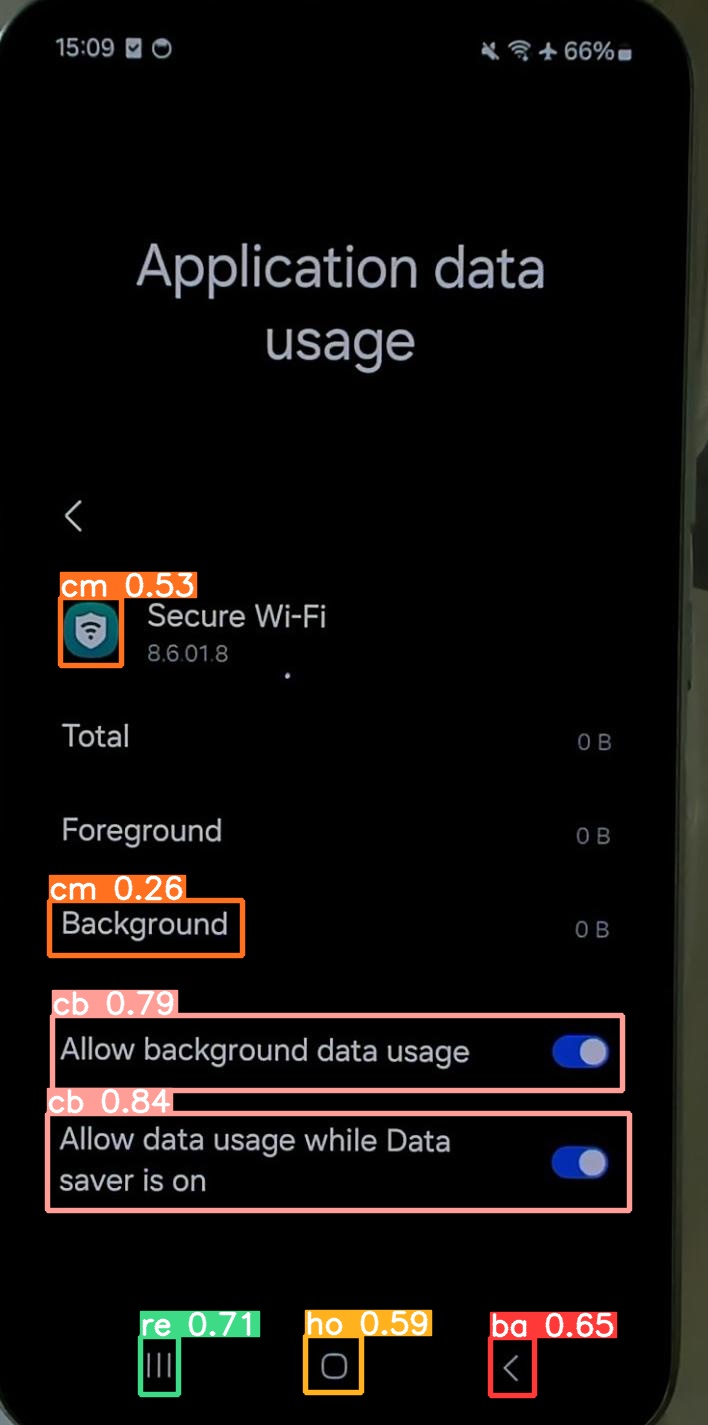 15:09
66%
Application data
usage
cm 0.53
Secure Wi-Fi
8.6.01.8
Total
0 B
Foreground
0 B
cm 0.26
Background
0 B
cb 0.79
Allow background data usage
cb 0.84
Allow data usage while Data
saver is on
re 0.71
ho 0.59
ba 0.65